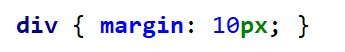 div { margin: 10px; }